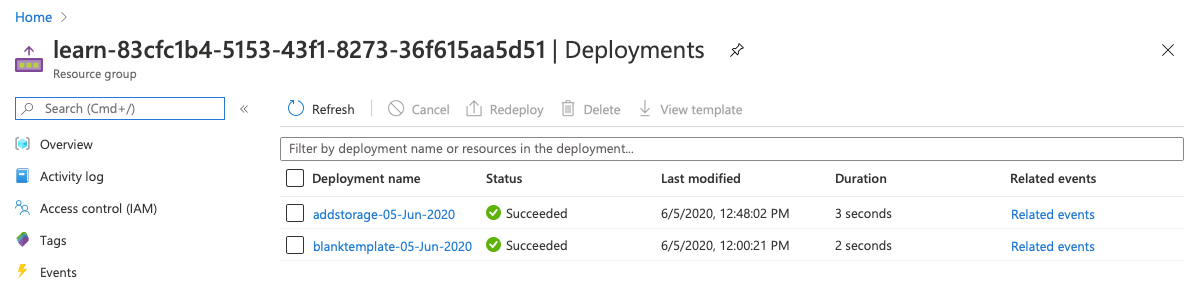 Home
learn-83cfc1b4-5153-43f1-8273-36f615aa5d51 | Deployments
Resource group
Search (Cmd+/)
Refresh Cancel Redeploy Delete View template
Overview
Activity log
Access control (IAM)
Tags
Events
Filter by deployment name or resources in the deployment...
Deployment name Status Last modified Duration Related events
addstorage-05-Jun-2020 Succeeded 6/5/2020, 12:48:02 PM 3 seconds Related events
blanktemplate-05-Jun-2020 Succeeded 6/5/2020, 12:00:21 PM 2 seconds Related events